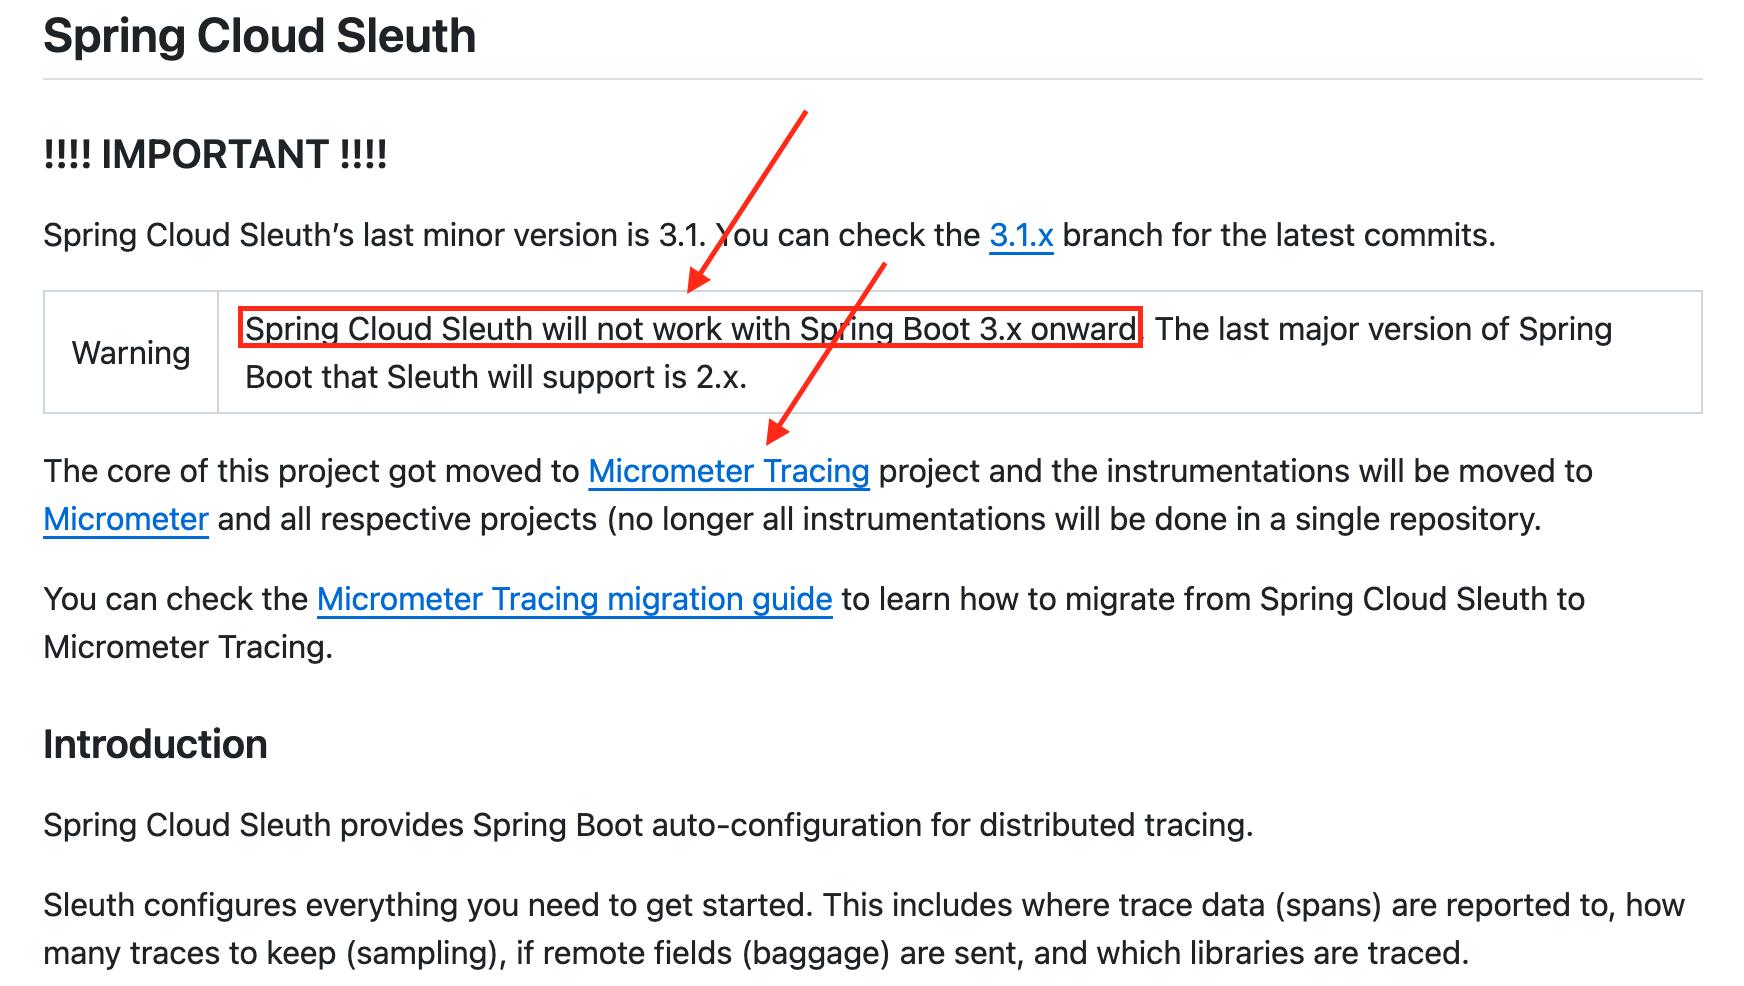 Spring Cloud Sleuth
!!!! IMPORTANT !!!!
Spring Cloud Sleuth’s last minor version is 3.1. You can check the 3.1.x branch for the latest commits.
Warning
Spring Cloud Sleuth will not work with Spring Boot 3.x onward. The last major version of Spring
Boot that Sleuth will support is 2.x.
The core of this project got moved to Micrometer Tracing project and the instrumentations will be moved to
Micrometer and all respective projects (no longer all instrumentations will be done in a single repository.
You can check the Micrometer Tracing migration guide to learn how to migrate from Spring Cloud Sleuth to
Micrometer Tracing.
Introduction
Spring Cloud Sleuth provides Spring Boot auto-configuration for distributed tracing.
Sleuth configures everything you need to get started. This includes where trace data (spans) are reported to, how
many traces to keep (sampling), if remote fields (baggage) are sent, and which libraries are traced.